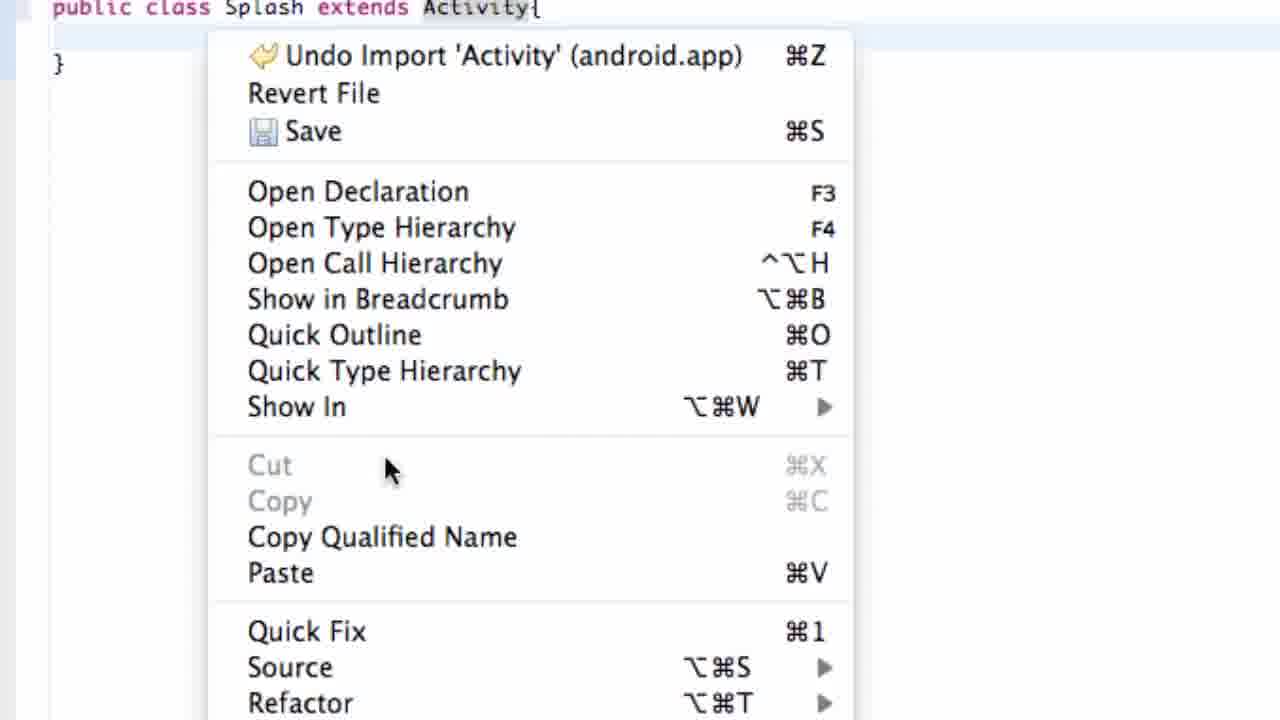 public class Splash extends Activity{
}
Undo Import 'Activity' (android.app) ⌘Z
Revert File
Save ⌘S
Open Declaration F3
Open Type Hierarchy F4
Open Call Hierarchy ^⌥H
Show in Breadcrumb ⌥⌘B
Quick Outline ⌘O
Quick Type Hierarchy ⌘T
Show In ⌥⌘W ▶
Cut ⌘X
Copy ⌘C
Copy Qualified Name
Paste ⌘V
Quick Fix ⌘1
Source ⌥⌘S ▶
Refactor ⌥⌘T ▶